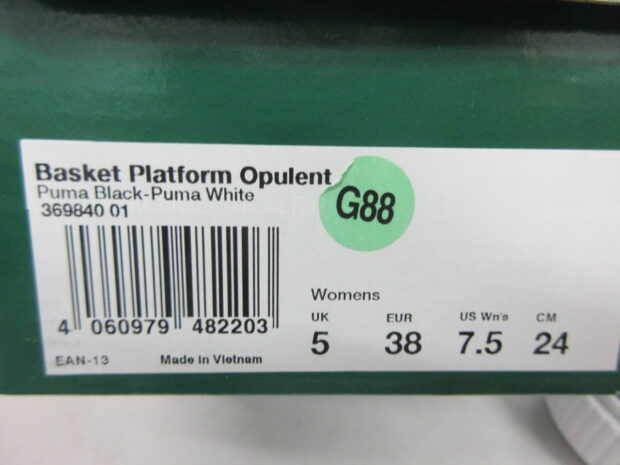 Basket Platform Opulent
Puma Black-Puma White
369840 01
G88
4 060979 482203
EAN-13 Made in Vietnam
Womens
UK EUR US Wn's CM
5 38 7.5 24